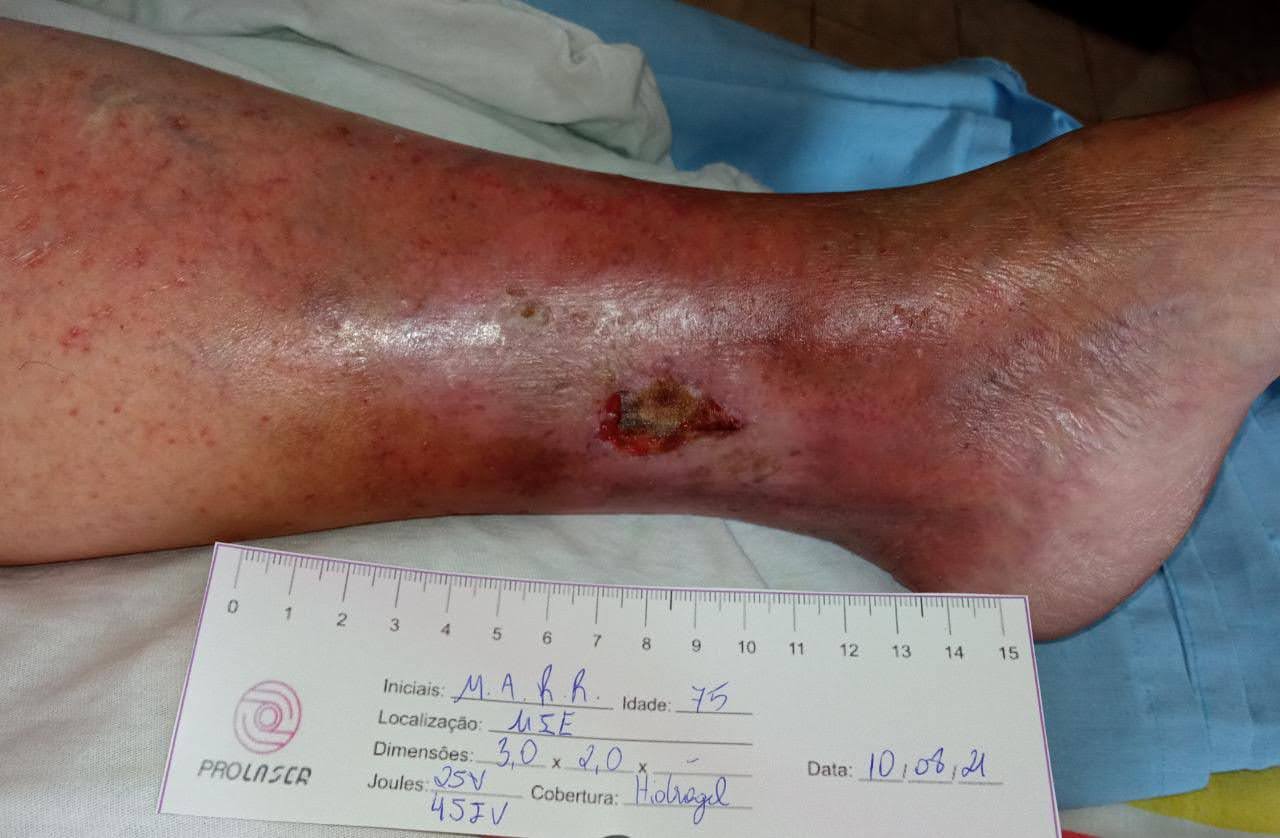 0 1 2 3 4 5 6 7 8 9 10 11 12 13 14 15
Iniciais: M. A. R. R. Idade: 75
Localização: MIE
Dimensões: 3,0 x 2,0 x -
Joules: 25V Cobertura: Hidrogel
45IV
Data: 10/08/21
PROLASER